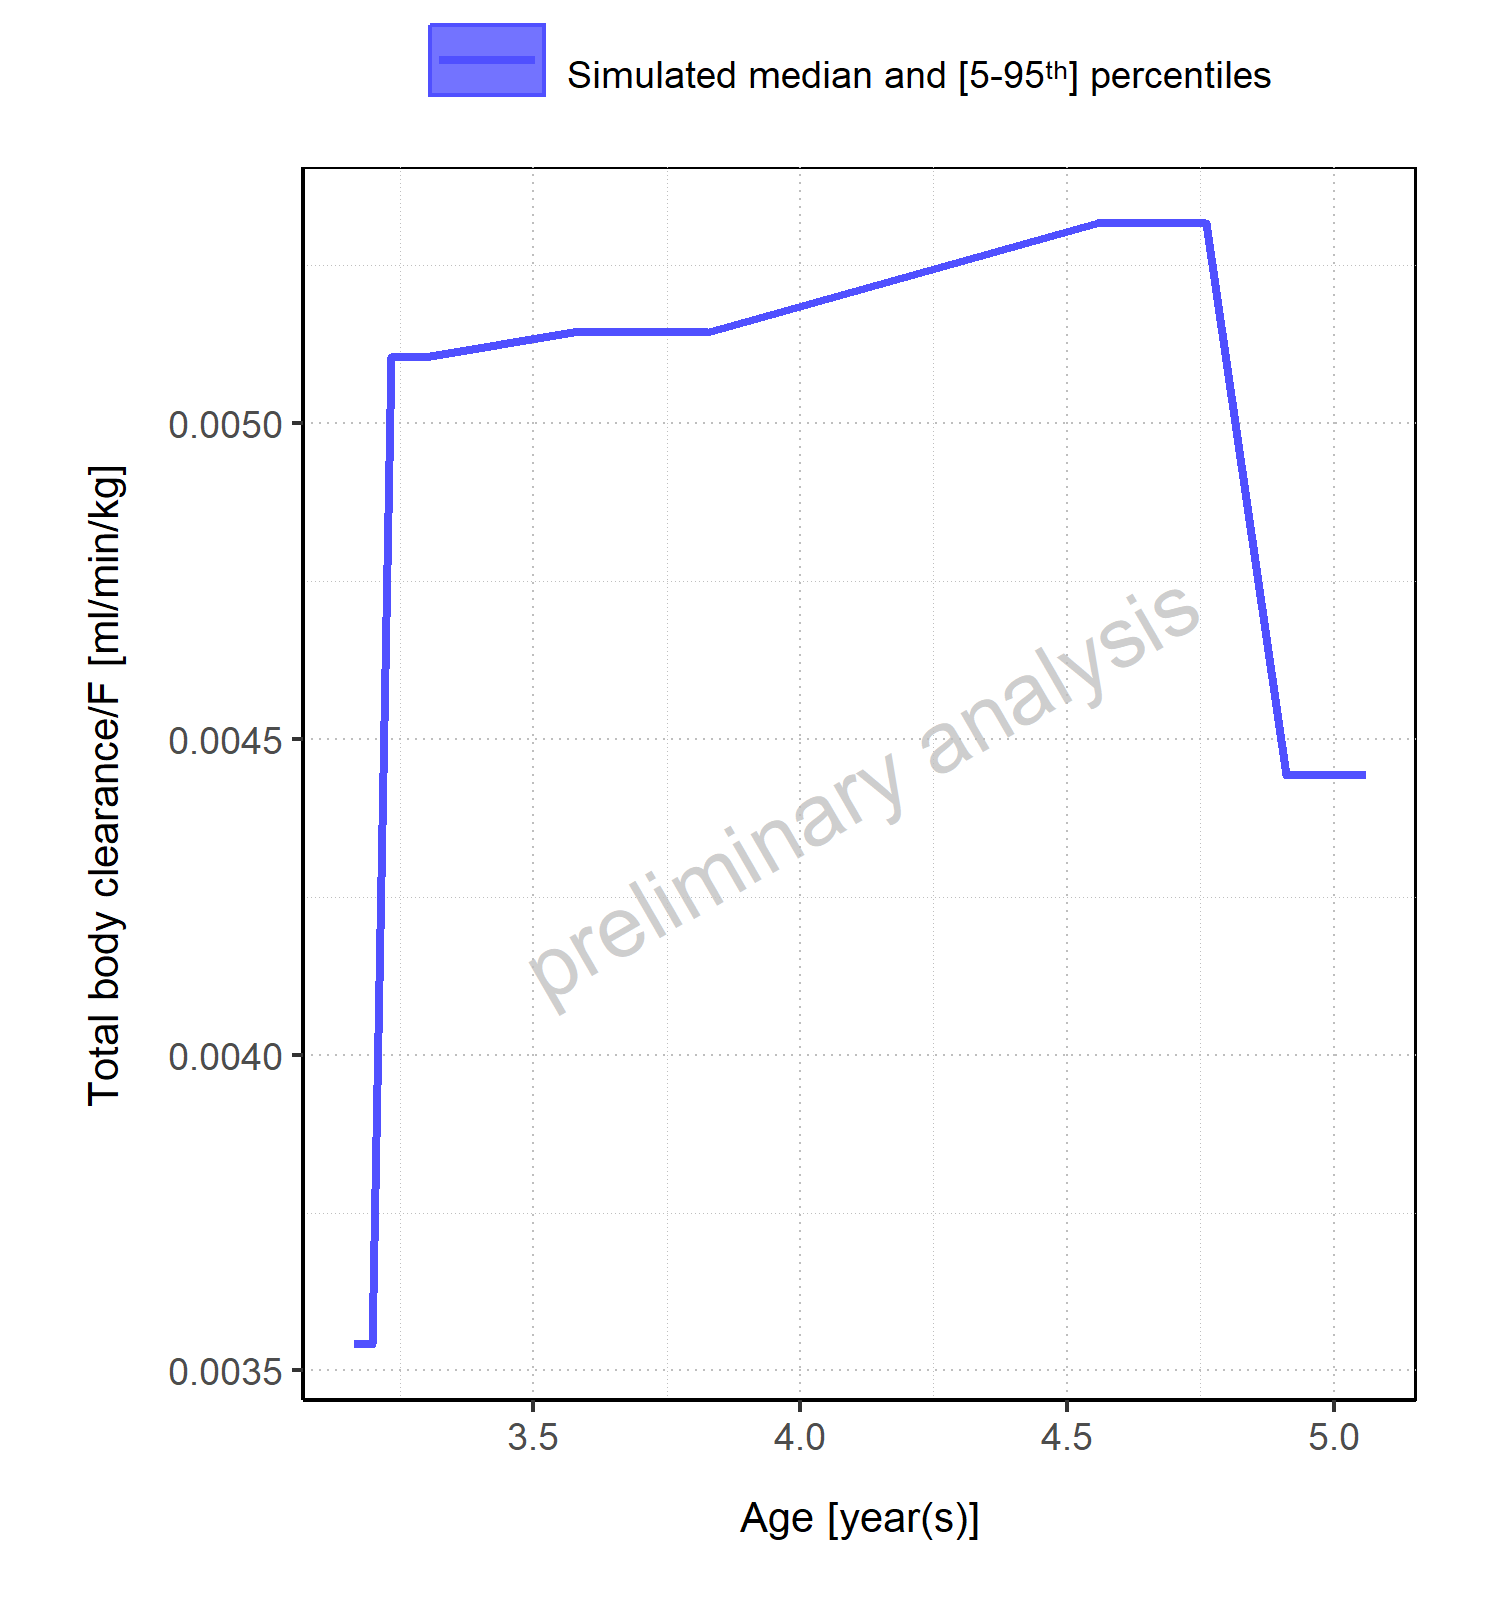 Simulated median and [5-95th] percentiles
Total body clearance/F [ml/min/kg]
0.0050
0.0045
0.0040
0.0035
preliminary analysis
3.5 4.0 4.5 5.0
Age [year(s)]